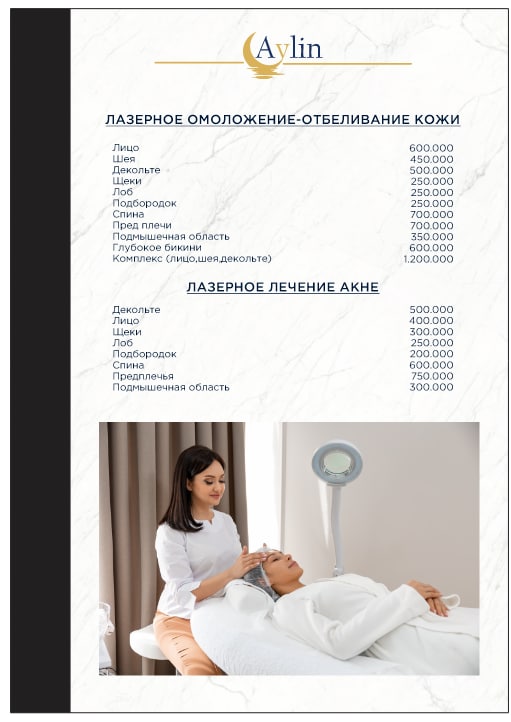 Aylin
ЛАЗЕРНОЕ ОМОЛОЖЕНИЕ-ОТБЕЛИВАНИЕ КОЖИ
Лицо 600.000
Шея 450.000
Декольте 500.000
Щеки 250.000
Лоб 250.000
Подбородок 250.000
Спина 700.000
Пред плечи 700.000
Подмышечная область 350.000
Глубокое бикини 600.000
Комплекс (лицо,шея,декольте) 1.200.000
ЛАЗЕРНОЕ ЛЕЧЕНИЕ АКНЕ
Декольте 500.000
Лицо 400.000
Щеки 300.000
Лоб 250.000
Подбородок 200.000
Спина 600.000
Предплечья 750.000
Подмышечная область 300.000